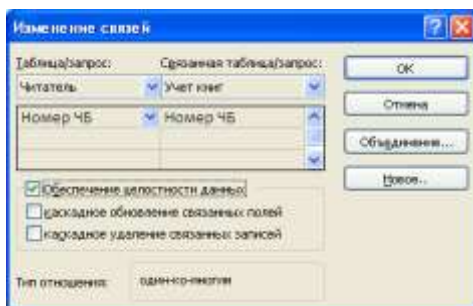 Изменение связей
Таблица/запрос: Связанная таблица/запрос:
Читатель Учет книг
Номер ЧБ Номер ЧБ
Обеспечение целостности данных
каскадное обновление связанных полей
каскадное удаление связанных записей
Тип отношения: один-ко-многим
ОК
Отмена
Объединение...
Новое..